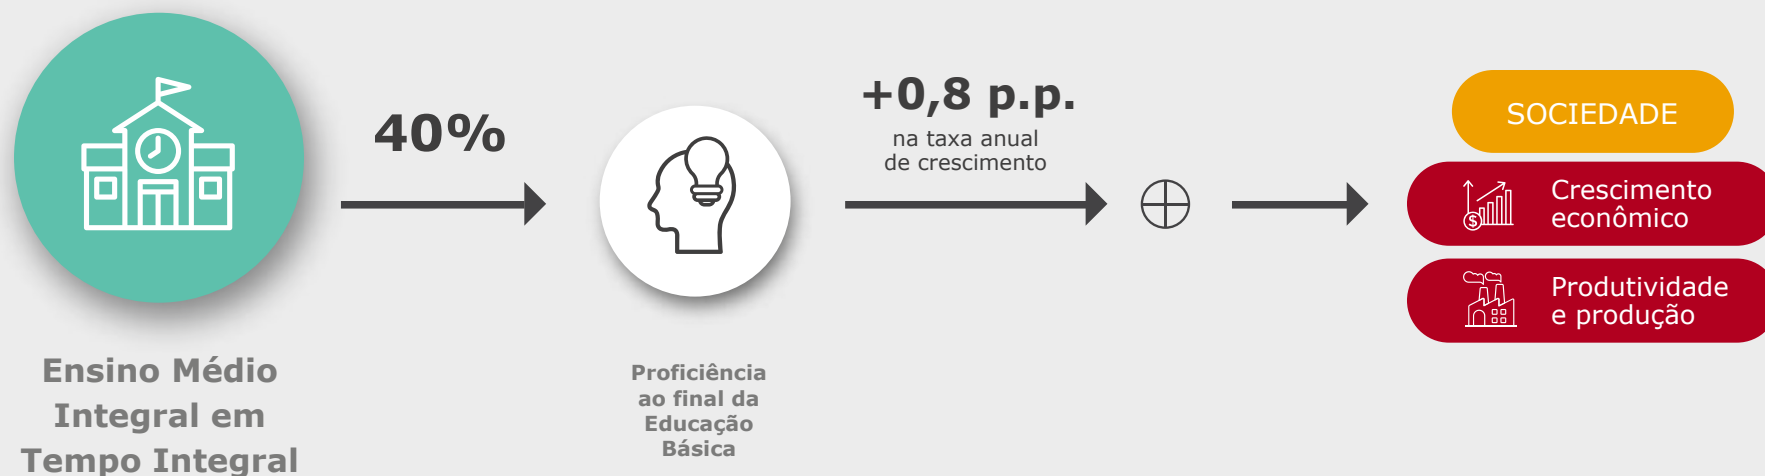 Ensino Médio
Integral em
Tempo Integral
40%
Proficiência
ao final da
Educação
Básica
+0,8 p.p.
na taxa anual
de crescimento
SOCIEDADE
$
Crescimento
econômico
Produtividade
e produção